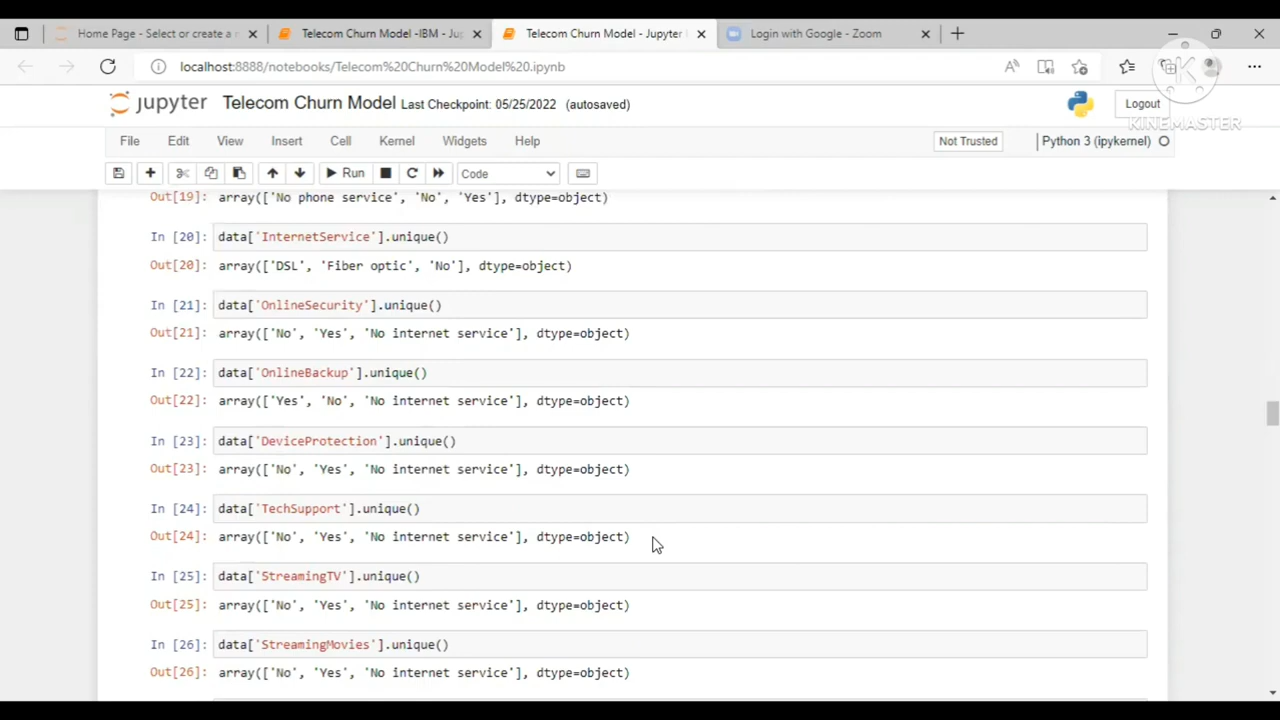 Home Page - Select or create a n
Telecom Churn Model -IBM - Jup
Telecom Churn Model - Jupyter
Login with Google - Zoom
localhost:8888/notebooks/Telecom%20Churn%20Model%20.ipynb
KINEMASTER
jupyter Telecom Churn Model Last Checkpoint: 05/25/2022 (autosaved)
Logout
File Edit View Insert Cell Kernel Widgets Help
Not Trusted
Python 3 (ipykernel)
Run
Code
Out[19]: array(['No phone service', 'No', 'Yes'], dtype=object)
In [20]: data['InternetService'].unique()
Out[20]: array(['DSL', 'Fiber optic', 'No'], dtype=object)
In [21]: data['OnlineSecurity'].unique()
Out[21]: array(['No', 'Yes', 'No internet service'], dtype=object)
In [22]: data['OnlineBackup'].unique()
Out[22]: array(['Yes', 'No', 'No internet service'], dtype=object)
In [23]: data['DeviceProtection'].unique()
Out[23]: array(['No', 'Yes', 'No internet service'], dtype=object)
In [24]: data['TechSupport'].unique()
Out[24]: array(['No', 'Yes', 'No internet service'], dtype=object)
In [25]: data['StreamingTV'].unique()
Out[25]: array(['No', 'Yes', 'No internet service'], dtype=object)
In [26]: data['StreamingMovies'].unique()
Out[26]: array(['No', 'Yes', 'No internet service'], dtype=object)